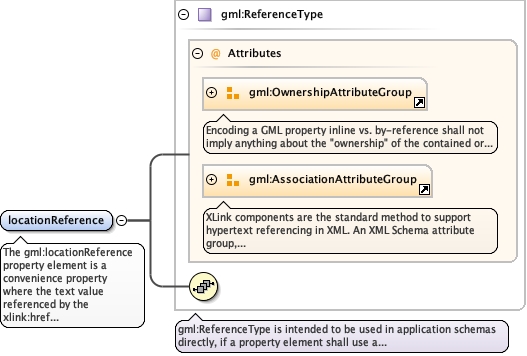 gml:ReferenceType
@ Attributes
gml:OwnershipAttributeGroup
Encoding a GML property inline vs. by-reference shall not
imply anything about the "ownership" of the contained or...
gml:AssociationAttributeGroup
XLink components are the standard method to support
hypertext referencing in XML. An XML Schema attribute
group,...
locationReference
The gml:locationReference
property element is a
convenience property
where the text value
referenced by the
xlink:href...
gml:ReferenceType is intended to be used in application schemas
directly, if a property element shall use a...